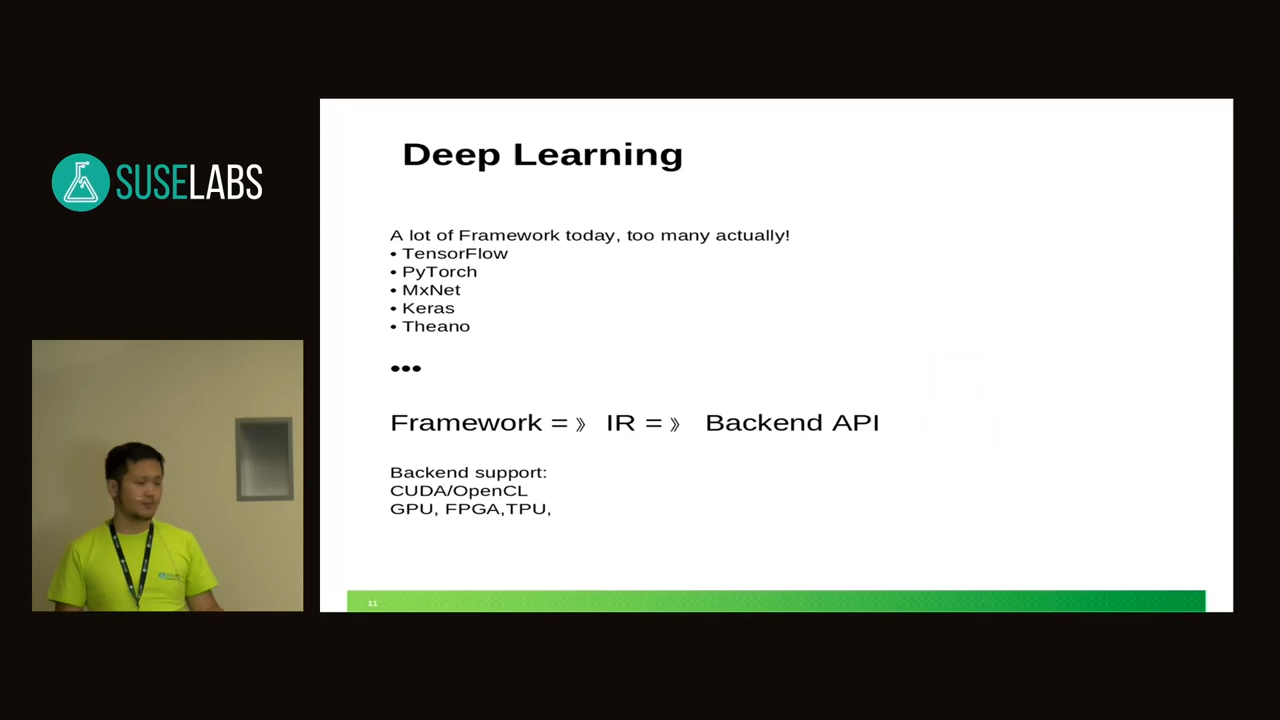 SUSELABS
Deep Learning
A lot of Framework today, too many actually!
• TensorFlow
• PyTorch
• MxNet
• Keras
• Theano
•••
Framework =》 IR =》 Backend API
Backend support:
CUDA/OpenCL
GPU, FPGA,TPU,
11